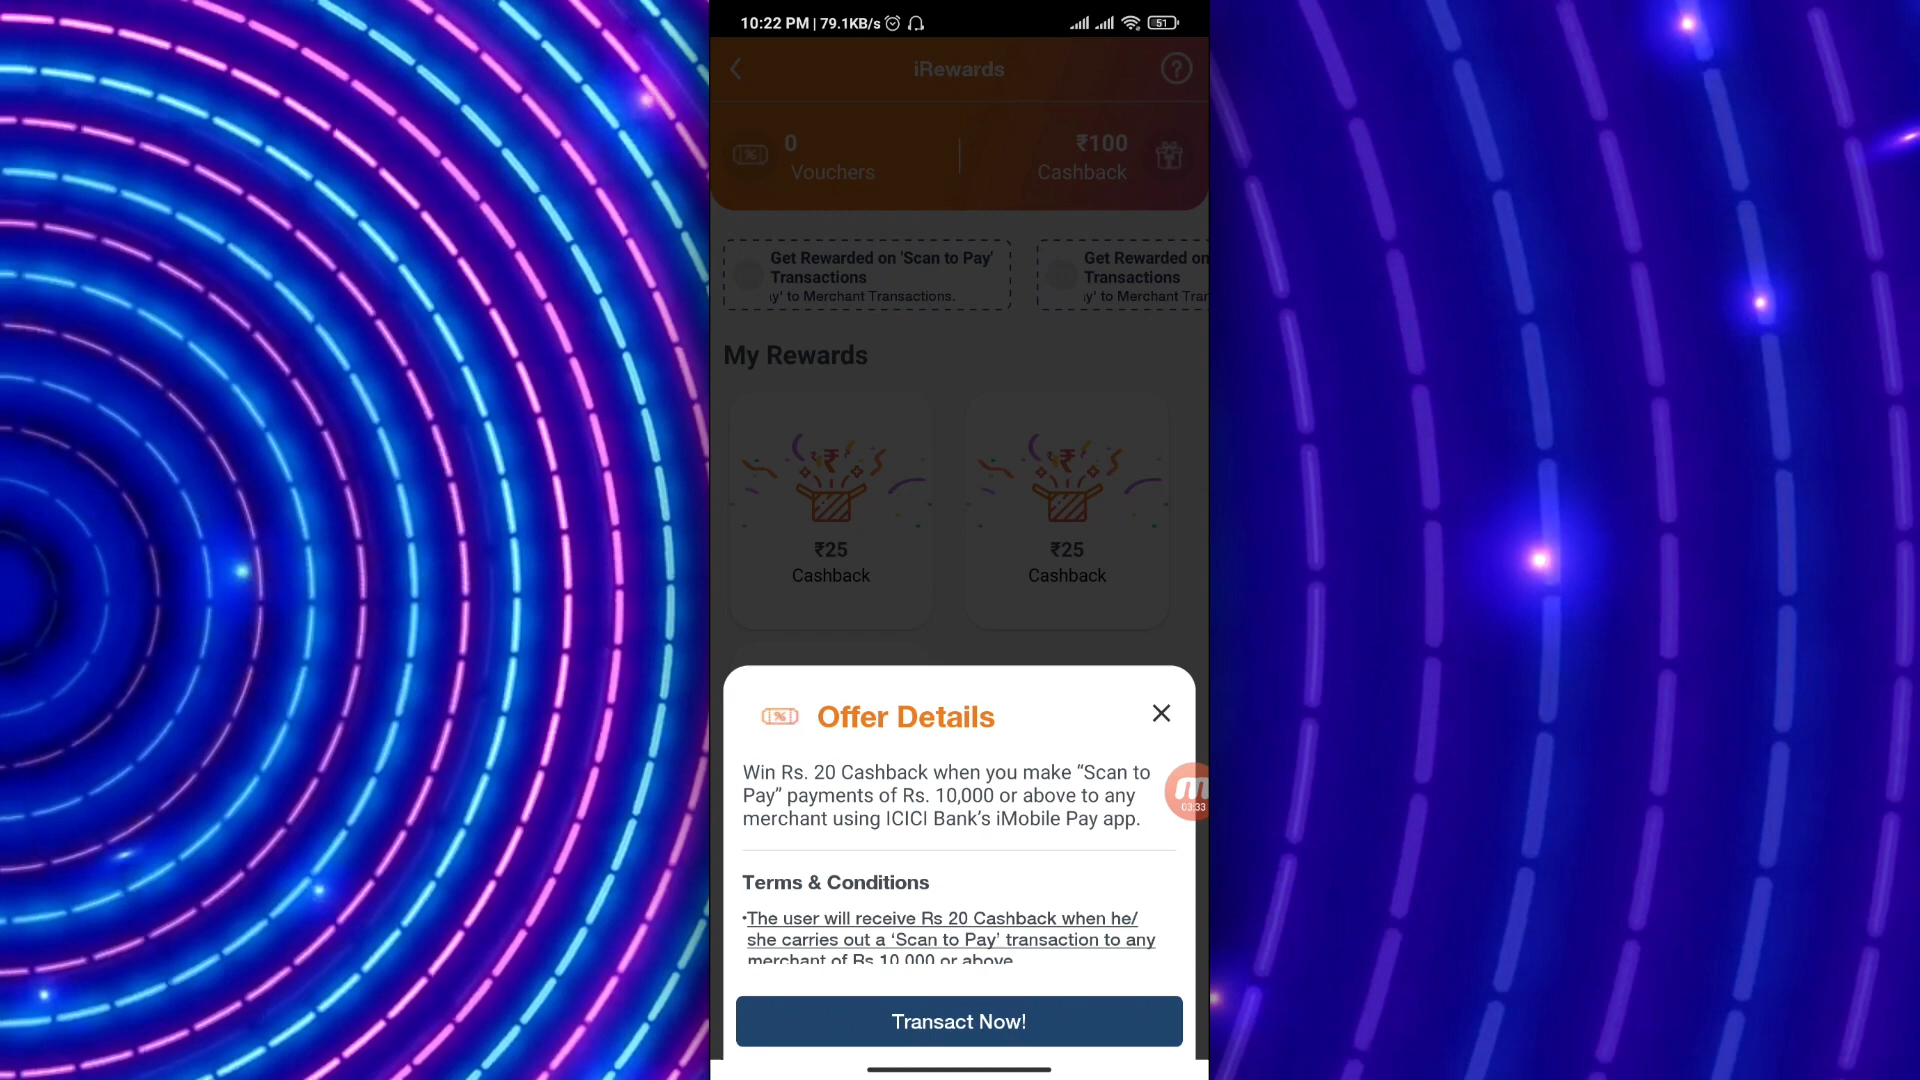 10:22 PM | 79.1KB/s
51
iRewards
?
0
Vouchers
₹100
Cashback
Get Rewarded on 'Scan to Pay'
Transactions
ay' to Merchant Transactions.
Get Rewarded on
Transactions
ay' to Merchant Tran
My Rewards
₹25
Cashback
₹25
Cashback
Offer Details
Win Rs. 20 Cashback when you make “Scan to
Pay” payments of Rs. 10,000 or above to any
merchant using ICICI Bank’s iMobile Pay app.
03:33
Terms & Conditions
•The user will receive Rs 20 Cashback when he/
she carries out a ‘Scan to Pay’ transaction to any
merchant of Rs 10,000 or above
Transact Now!